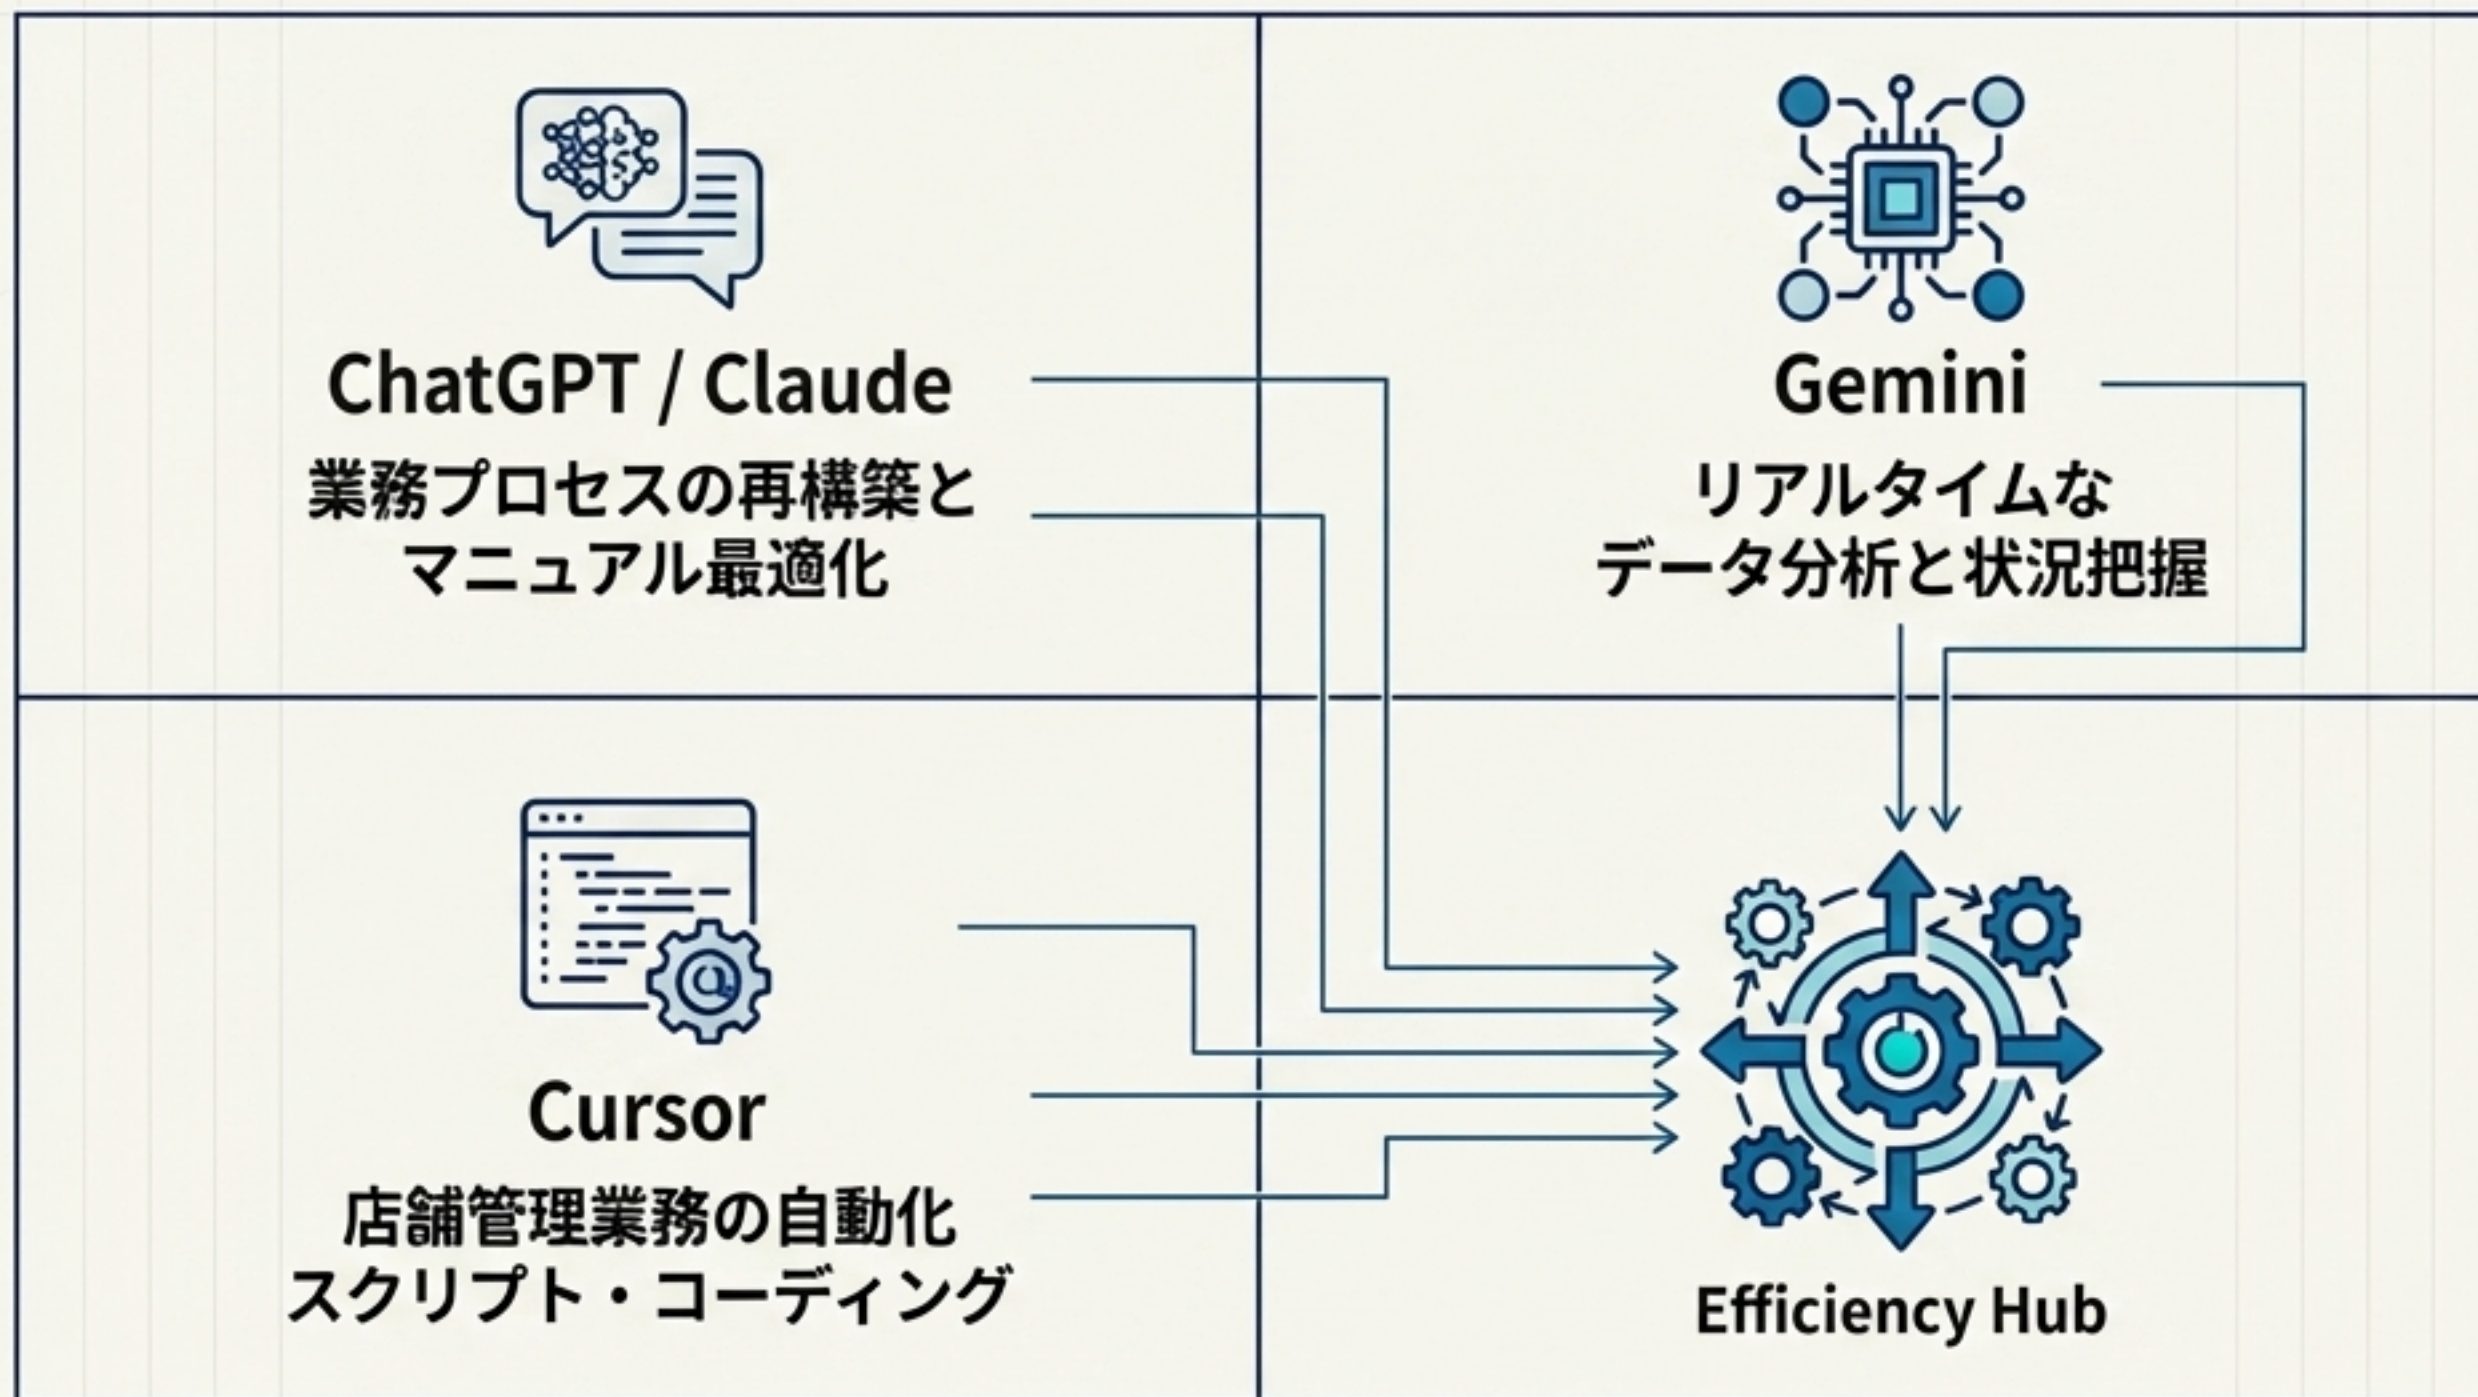 ChatGPT / Claude
業務プロセスの再構築と
マニュアル最適化
Gemini
リアルタイムな
データ分析と状況把握
Cursor
店舗管理業務の自動化
スクリプト・コーディング
Efficiency Hub